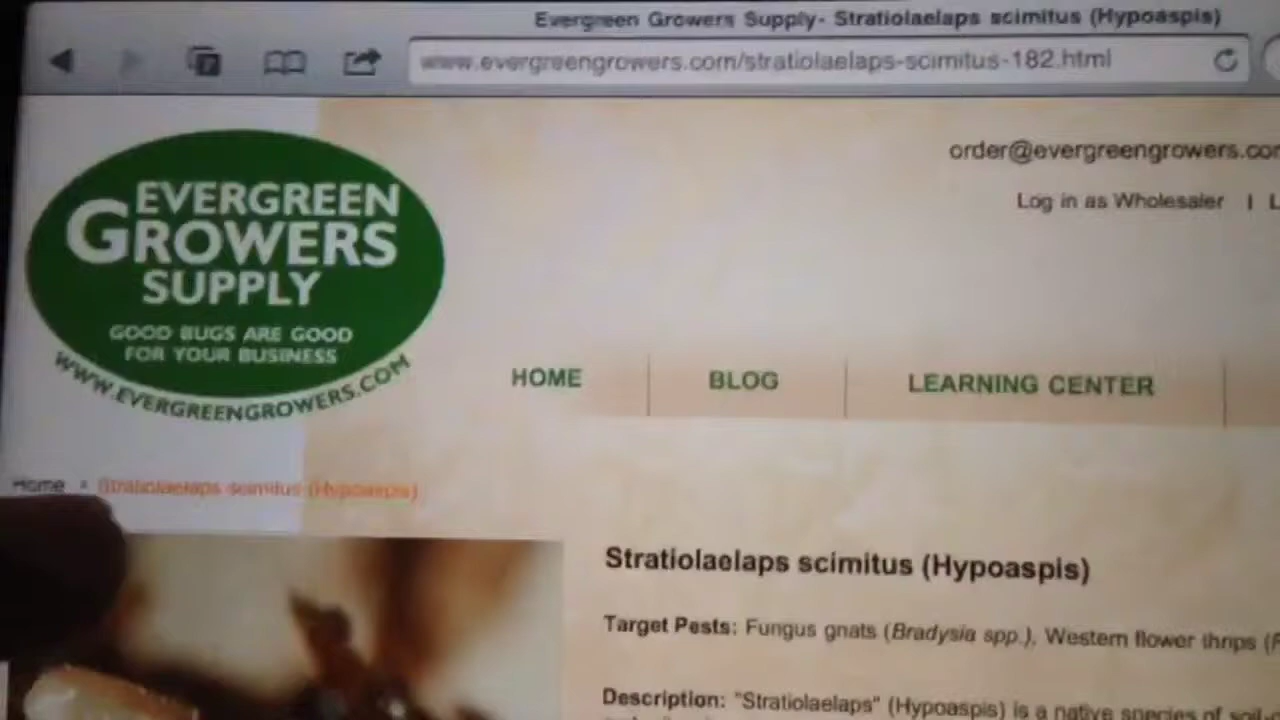 Evergreen Growers Supply- Stratiolaelaps scimitus (Hypoaspis)
www.evergreengrowers.com/stratiolaelaps-scimitus-182.html
order@evergreengrowers.co
Log in as Wholesaler | L
EVERGREEN
GROWERS
SUPPLY
GOOD BUGS ARE GOOD
FOR YOUR BUSINESS
WWW.EVERGREENGROWERS.COM
HOME
BLOG
LEARNING CENTER
Home » Stratiolaelaps scimitus (Hypoaspis)
Stratiolaelaps scimitus (Hypoaspis)
Target Pests: Fungus gnats (Bradysia spp.), Western flower thrips (F
Description: "Stratiolaelaps" (Hypoaspis) is a native species of soil-